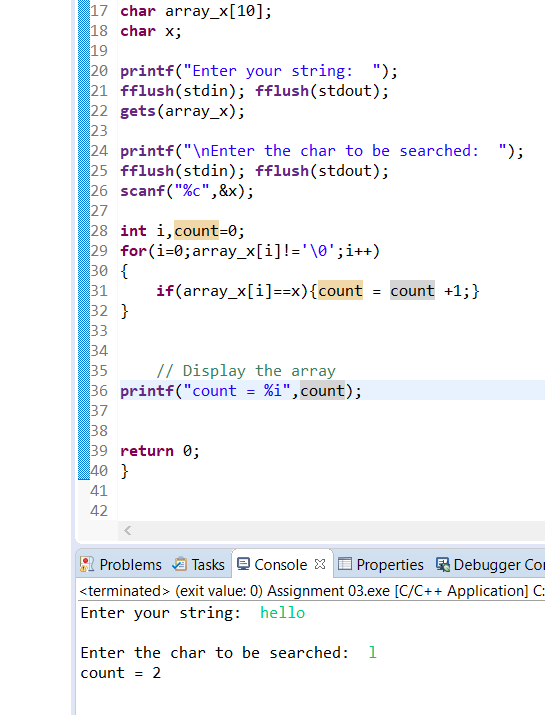 17 char array_x[10];
18 char x;
19
20 printf("Enter your string:  ");
21 fflush(stdin); fflush(stdout);
22 gets(array_x);
23
24 printf("\nEnter the char to be searched:  ");
25 fflush(stdin); fflush(stdout);
26 scanf("%c",&x);
27
28 int i,count=0;
29 for(i=0;array_x[i]!='\0';i++)
30 {
31     if(array_x[i]==x){count = count +1;}
32 }
33
34
35     // Display the array
36 printf("count = %i",count);
37
38
39 return 0;
40 }
41
42
Problems Tasks Console Properties Debugger Co
<terminated> (exit value: 0) Assignment 03.exe [C/C++ Application] C:
Enter your string:  hello
Enter the char to be searched:  l
count = 2